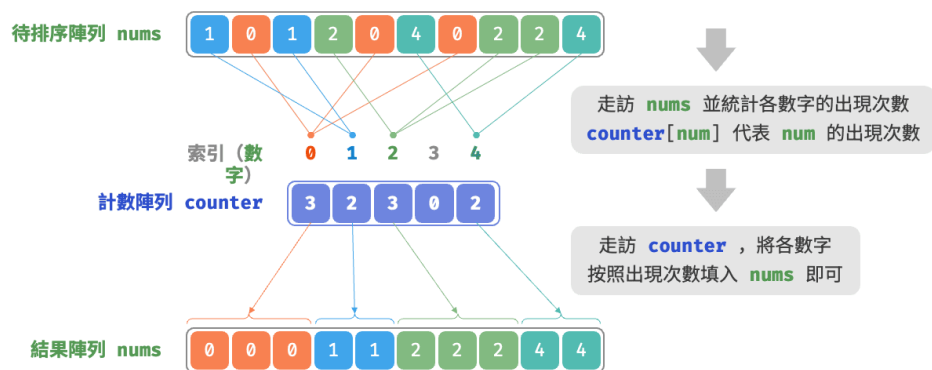 待排序陣列 nums
1 0 1 2 0 4 0 2 2 4
走訪 nums 並統計各數字的出現次數
counter[num] 代表 num 的出現次數
索引（數
字）
0 1 2 3 4
計數陣列 counter
3 2 3 0 2
走訪 counter ，將各數字
按照出現次數填入 nums 即可
結果陣列 nums
0 0 0 1 1 2 2 2 4 4